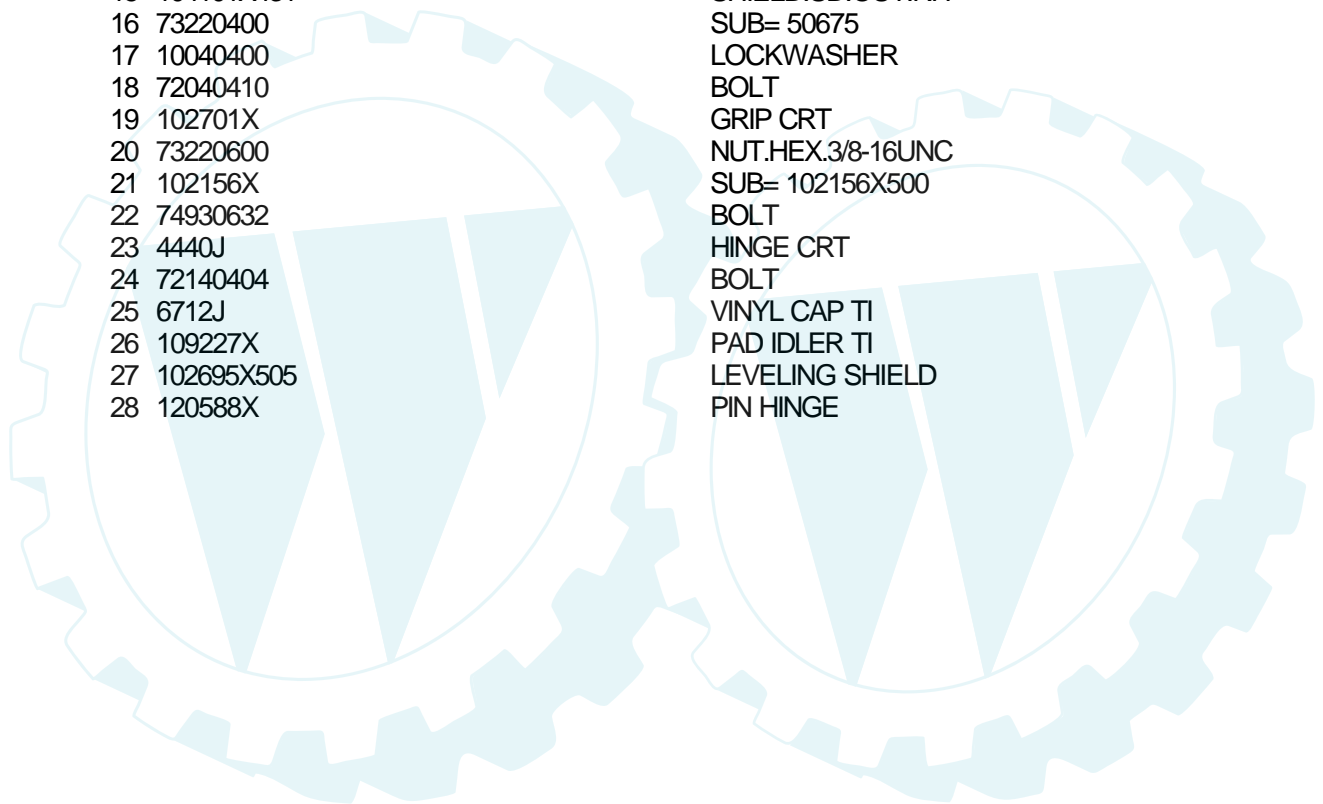 16 73220400 SUB= 50675
17 10040400 LOCKWASHER
18 72040410 BOLT
19 102701X GRIP CRT
20 73220600 NUT.HEX.3/8-16UNC
21 102156X SUB= 102156X500
22 74930632 BOLT
23 4440J HINGE CRT
24 72140404 BOLT
25 6712J VINYL CAP TI
26 109227X PAD IDLER TI
27 102695X505 LEVELING SHIELD
28 120588X PIN HINGE